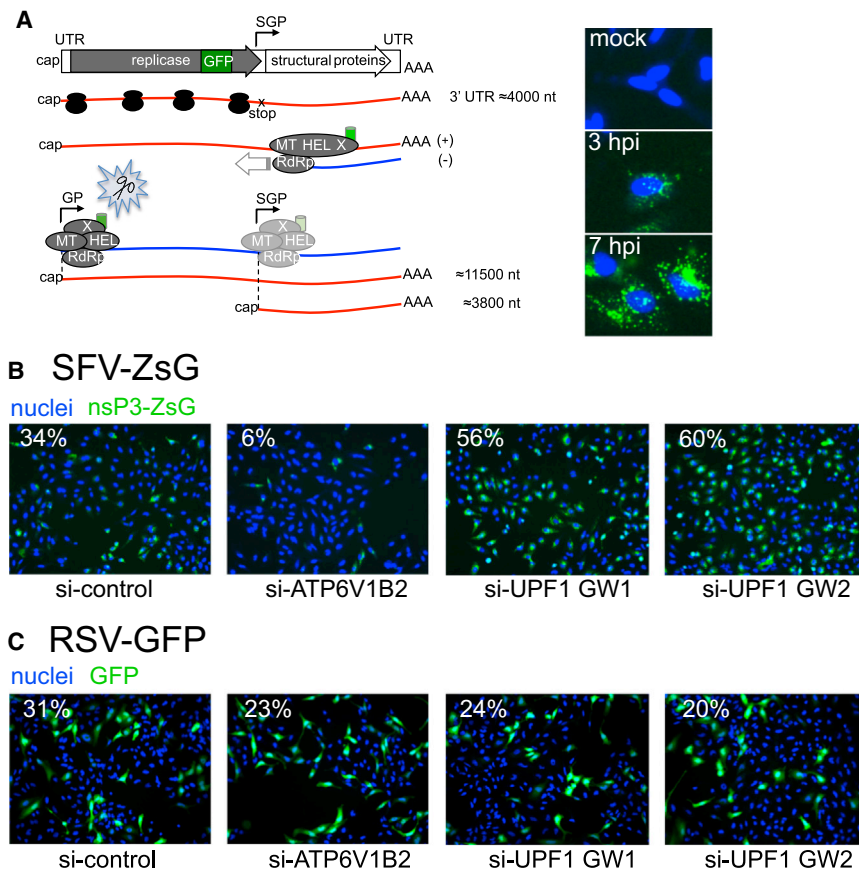 A
SGP
UTR
UTR
cap
replicase
GFP
structural proteins
AAA
cap
x
stop
AAA
3' UTR ≈4000 nt
cap
MT HEL X
AAA (+)
RdRp
(-)
go
GP
SGP
X
MT
HEL
RdRp
X
MT
HEL
RdRp
cap
AAA
≈11500 nt
cap
AAA
≈3800 nt
mock
3 hpi
7 hpi
B SFV-ZsG
nuclei nsP3-ZsG
34%
6%
56%
60%
si-control
si-ATP6V1B2
si-UPF1 GW1
si-UPF1 GW2
C RSV-GFP
nuclei GFP
31%
23%
24%
20%
si-control
si-ATP6V1B2
si-UPF1 GW1
si-UPF1 GW2